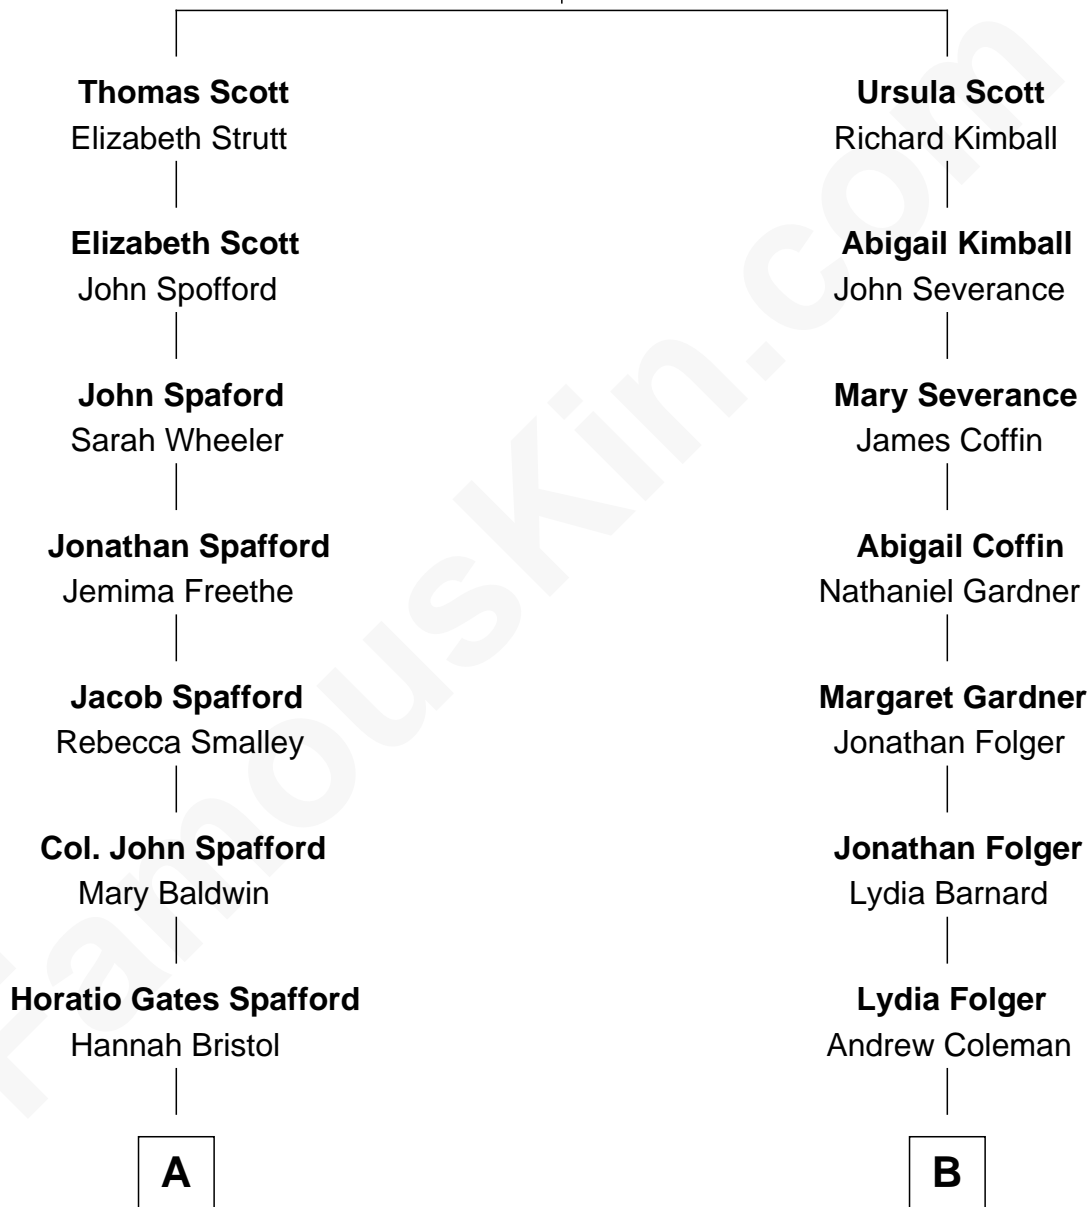 Thomas Scott
Elizabeth Strutt
Elizabeth Scott
John Spofford
John Spaford
Sarah Wheeler
Jonathan Spafford
Jemima Freethe
Jacob Spafford
Rebecca Smalley
Col. John Spafford
Mary Baldwin
Horatio Gates Spafford
Hannah Bristol
A
Ursula Scott
Richard Kimball
Abigail Kimball
John Severance
Mary Severance
James Coffin
Abigail Coffin
Nathaniel Gardner
Margaret Gardner
Jonathan Folger
Jonathan Folger
Lydia Barnard
Lydia Folger
Andrew Coleman
B
FamousKin.com